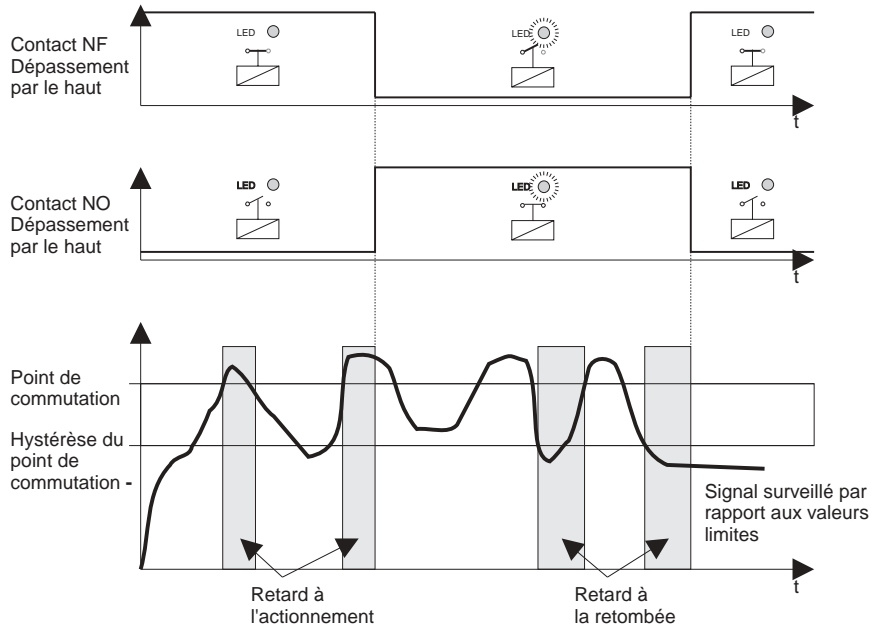 LED
LED
LED
Contact NF
Dépassement
par le haut
t
LED
LED
LED
Contact NO
Dépassement
par le haut
t
Point de
commutation
Hystérèse du
point de
commutation -
Signal surveillé par
rapport aux valeurs
limites
t
Retard à
l'actionnement
Retard à
la retombée